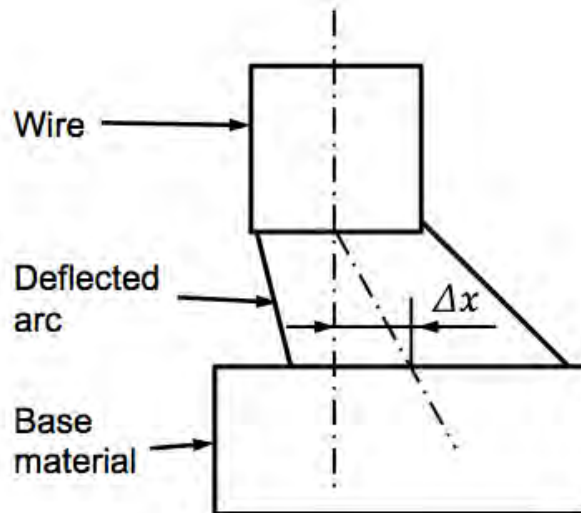 Wire
Deflected
arc
Δx
Base
material